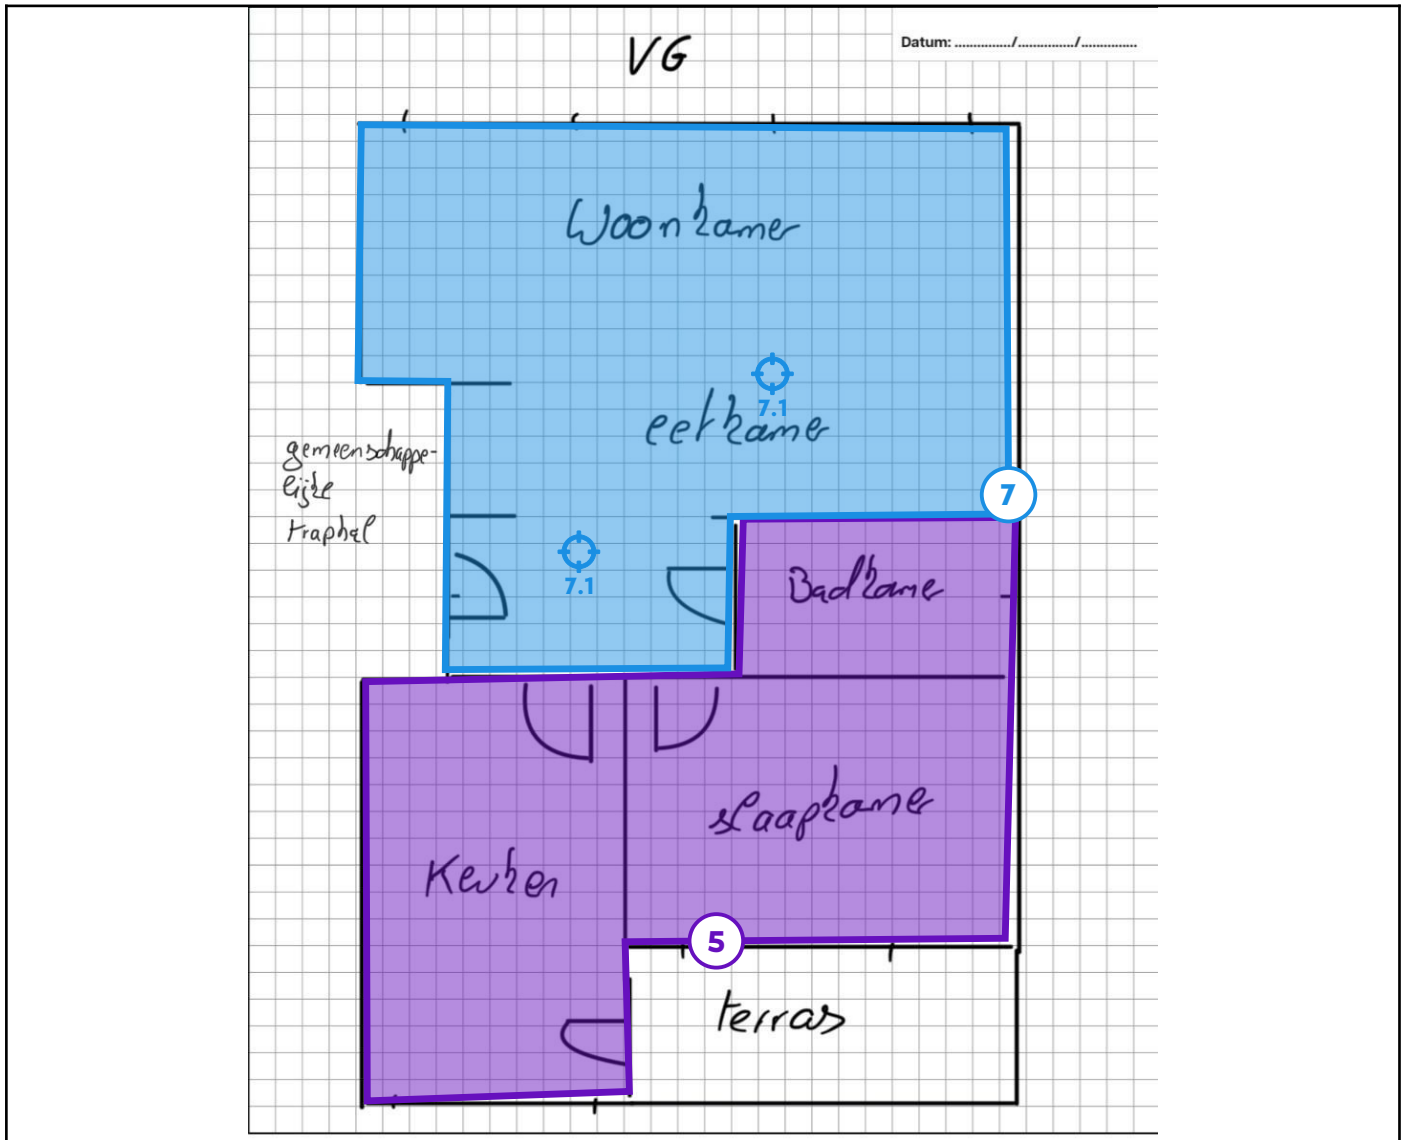 VG
Datum: ............../............../..............
Woonkamer
7.1
eetkamer
gemeenschappe-
lijke
traphal
7
7.1
Badkamer
slaapkamer
Keuken
5
terras